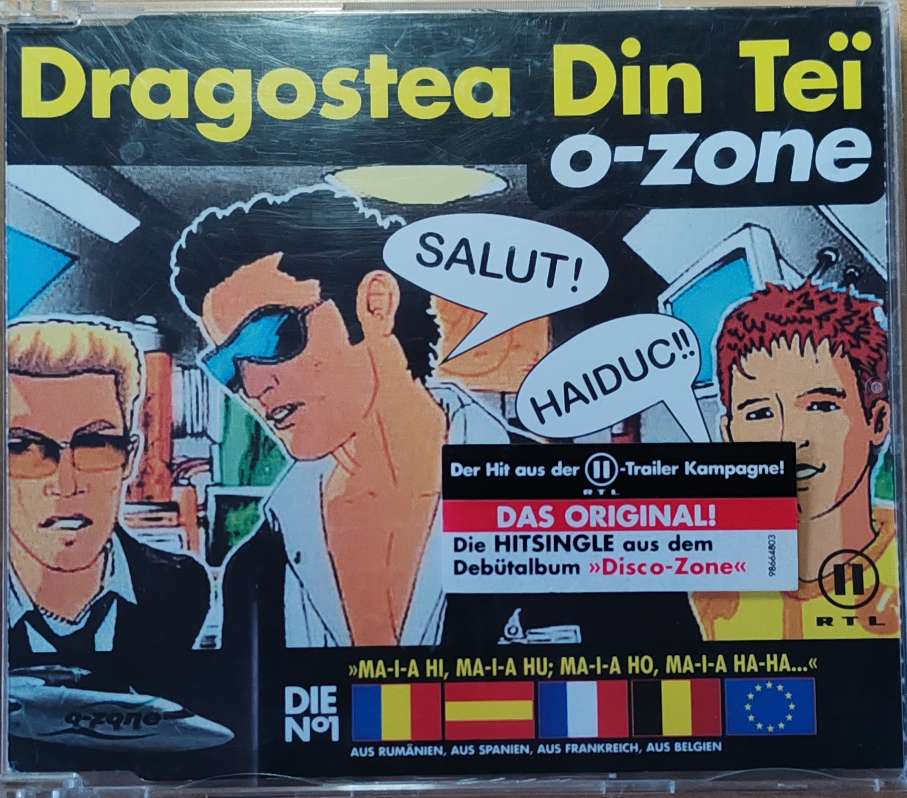 Dragostea Din Teï
o-zone
SALUT!
HAIDUC!!
Der Hit aus der II -Trailer Kampagne!
RTL
DAS ORIGINAL!
Die HITSINGLE aus dem
Debütalbum »Disco-Zone«
98664803
II
RTL
»MA-I-A HI, MA-I-A HU; MA-I-A HO, MA-I-A HA-HA...«
DIE
No1
AUS RUMÄNIEN, AUS SPANIEN, AUS FRANKREICH, AUS BELGIEN
o-zone